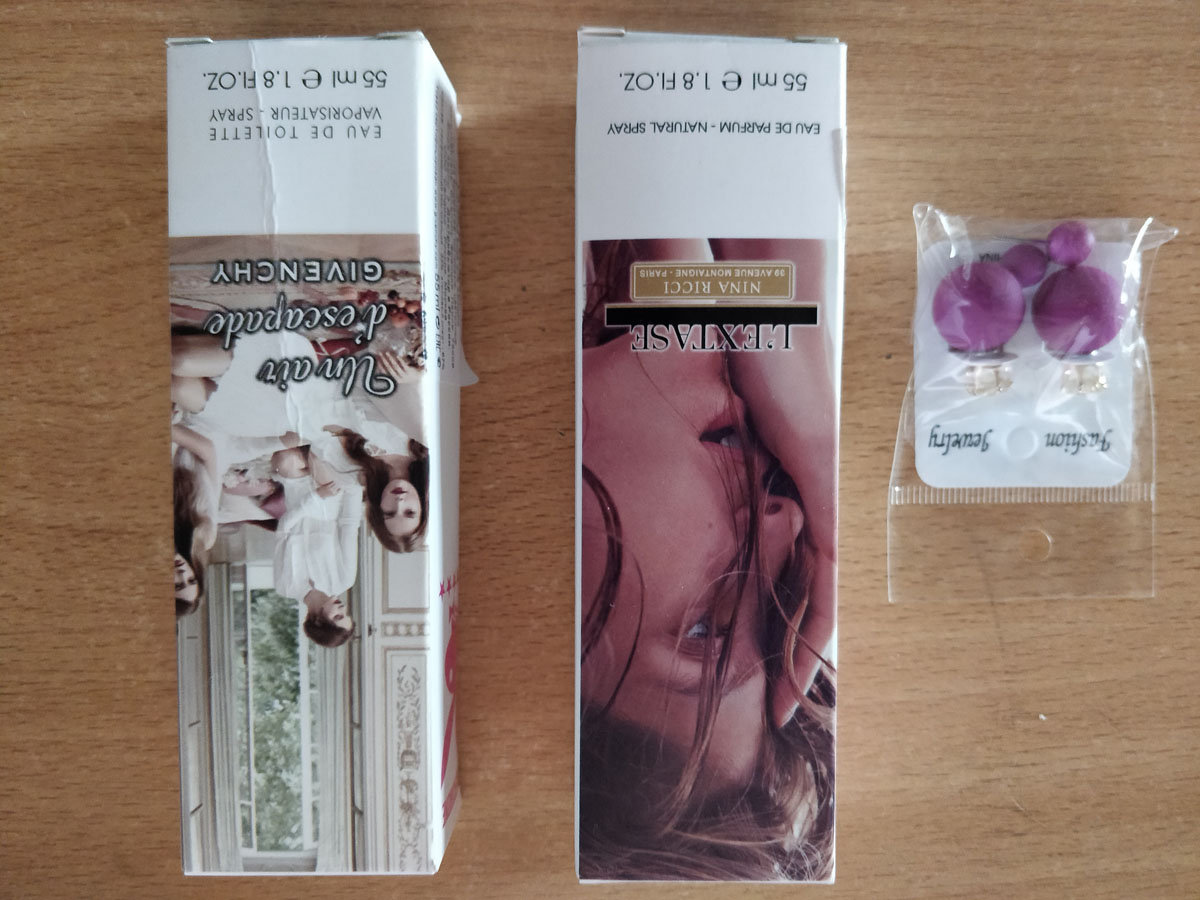 Un air
d'escapade
GIVENCHY
EAU DE TOILETTE
VAPORISATEUR - SPRAY
55 ml ℮ 1.8 Fl.OZ.
L'EXTASE
NINA RICCI
39 AVENUE MONTAIGNE - PARIS
EAU DE PARFUM - NATURAL SPRAY
55 ml ℮ 1.8 Fl.OZ.
Fashion Jewelry